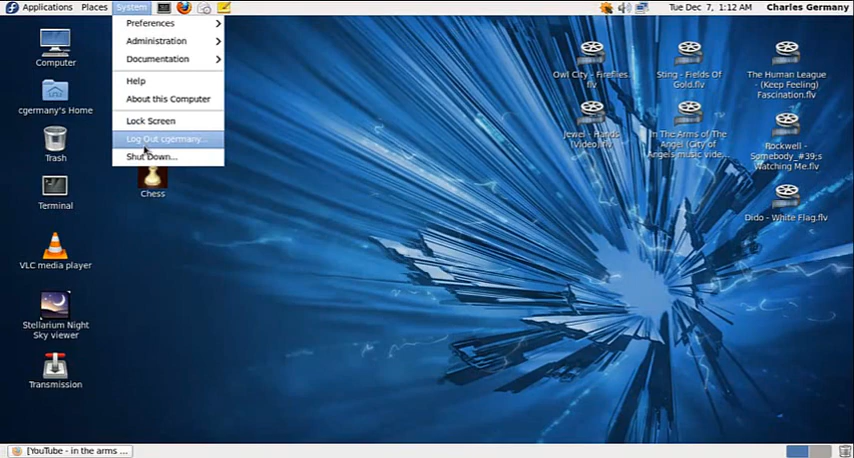 Applications Places System
Tue Dec 7, 1:12 AM Charles Germany
Preferences
Administration
Documentation
Help
About this Computer
Lock Screen
Log Out cgermany...
Shut Down...
Computer
cgermany's Home
Trash
Terminal
VLC media player
Stellarium Night
Sky viewer
Transmission
Chess
Owl City - Fireflies.
flv
Jewel - Hands
(Video).flv
Sting - Fields Of
Gold.flv
In The Arms of The
Angel (City of
Angels music vide...
The Human League
- (Keep Feeling)
Fascination.flv
Rockwell -
Somebody_#39;s
Watching Me.flv
Dido - White Flag.flv
[YouTube - in the arms ...